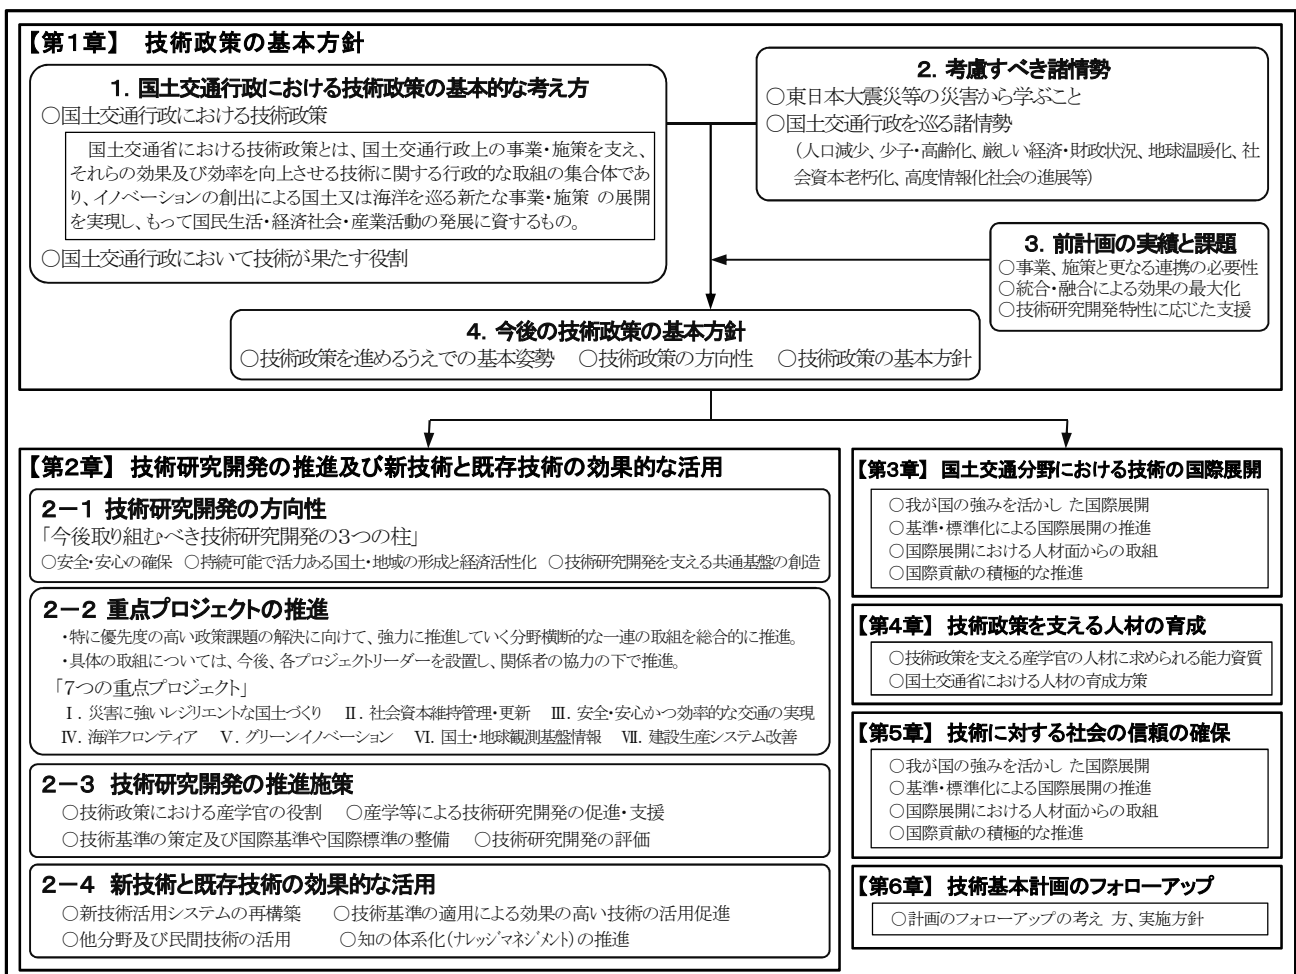 【第1章】 技術政策の基本方針
1．国土交通行政における技術政策の基本的な考え方
○国土交通行政における技術政策
国土交通省における技術政策とは、国土交通行政上の事業・施策を支え、
それらの効果及び効率を向上させる技術に関する行政的な取組の集合体であ
り、イノベーションの創出による国土又は海洋を巡る新たな事業・施策 の展開
を実現し、もって国民生活・経済社会・産業活動の発展に資するもの。
○国土交通行政において技術が果たす役割
2．考慮すべき諸情勢
○東日本大震災等の災害から学ぶこと
○国土交通行政を巡る諸情勢
（人口減少、少子・高齢化、厳しい経済・財政状況、地球温暖化、社
会資本老朽化、高度情報化社会の進展等）
3．前計画の実績と課題
○事業、施策と更なる連携の必要性
○統合・融合による効果の最大化
○技術研究開発特性に応じた支援
4．今後の技術政策の基本方針
○技術政策を進めるうえでの基本姿勢 ○技術政策の方向性 ○技術政策の基本方針
【第2章】 技術研究開発の推進及び新技術と既存技術の効果的な活用
2－1 技術研究開発の方向性
「今後取り組むべき技術研究開発の3つの柱」
○安全・安心の確保 ○持続可能で活力ある国土・地域の形成と経済活性化 ○技術研究開発を支える共通基盤の創造
2－2 重点プロジェクトの推進
・特に優先度の高い政策課題の解決に向けて、強力に推進していく分野横断的な一連の取組を総合的に推進。
・具体の取組については、今後、各プロジェクトリーダーを設置し、関係者の協力の下で推進。
「7つの重点プロジェクト」
Ⅰ．災害に強いレジリエントな国土づくり Ⅱ．社会資本維持管理・更新 Ⅲ．安全・安心かつ効率的な交通の実現
Ⅳ．海洋フロンティア Ⅴ．グリーンイノベーション Ⅵ．国土・地球観測基盤情報 Ⅶ．建設生産システム改善
2－3 技術研究開発の推進施策
○技術政策における産学官の役割 ○産学等による技術研究開発の促進・支援
○技術基準の策定及び国際基準や国際標準の整備 ○技術研究開発の評価
2－4 新技術と既存技術の効果的な活用
○新技術活用システムの再構築 ○技術基準の適用による効果の高い技術の活用促進
○他分野及び民間技術の活用 ○知の体系化（ﾅﾚｯｼﾞﾏﾈｼﾞﾒﾝﾄ）の推進
【第3章】 国土交通分野における技術の国際展開
○我が国の強みを活かし た国際展開
○基準・標準化による国際展開の推進
○国際展開における人材面からの取組
○国際貢献の積極的な推進
【第4章】 技術政策を支える人材の育成
○技術政策を支える産学官の人材に求められる能力資質
○国土交通省における人材の育成方策
【第5章】 技術に対する社会の信頼の確保
○我が国の強みを活かし た国際展開
○基準・標準化による国際展開の推進
○国際展開における人材面からの取組
○国際貢献の積極的な推進
【第6章】 技術基本計画のフォローアップ
○計画のフォローアップの考え 方、実施方針